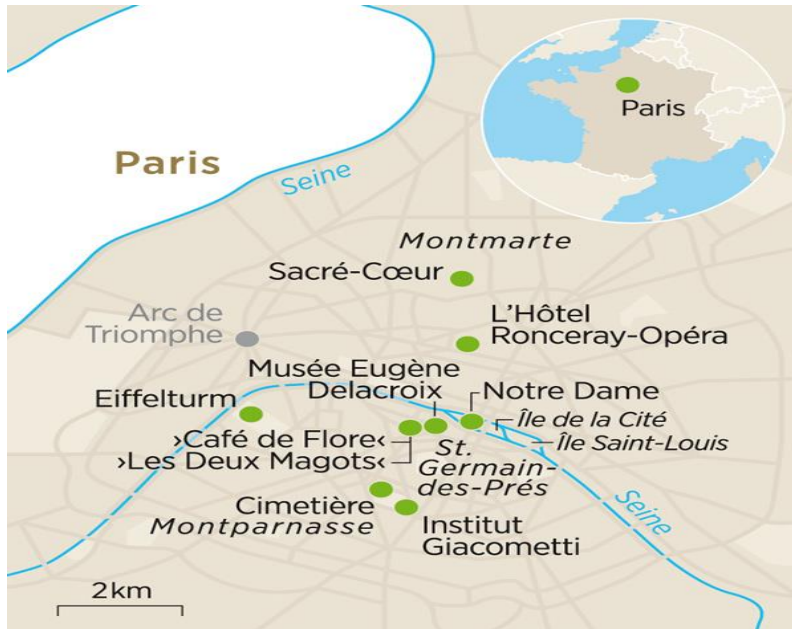 Paris
Paris
Seine
Montmarte
Sacré-Cœur
L'Hôtel
Ronceray-Opéra
Arc de
Triomphe
Musée Eugène
Delacroix
Notre Dame
Eiffelturm
Île de la Cité
›Café de Flore‹
Île Saint-Louis
›Les Deux Magots‹
St.
Germain-
des-Prés
Cimetière
Montparnasse
Institut
Giacometti
Seine
2km